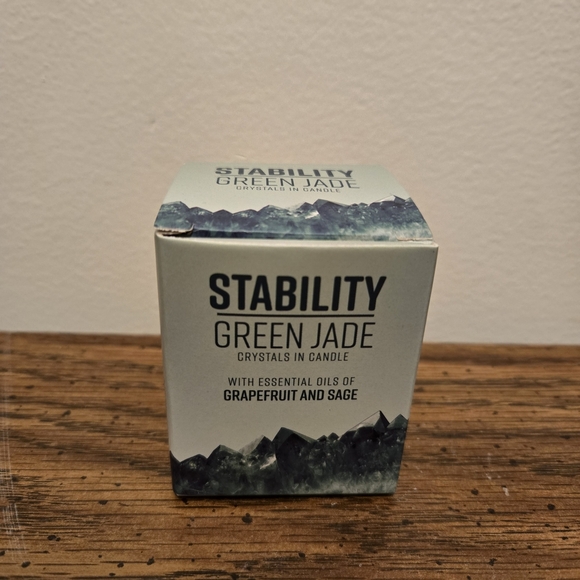 STABILITY
GREEN JADE
CRYSTALS IN CANDLE
STABILITY
GREEN JADE
CRYSTALS IN CANDLE
WITH ESSENTIAL OILS OF
GRAPEFRUIT AND SAGE